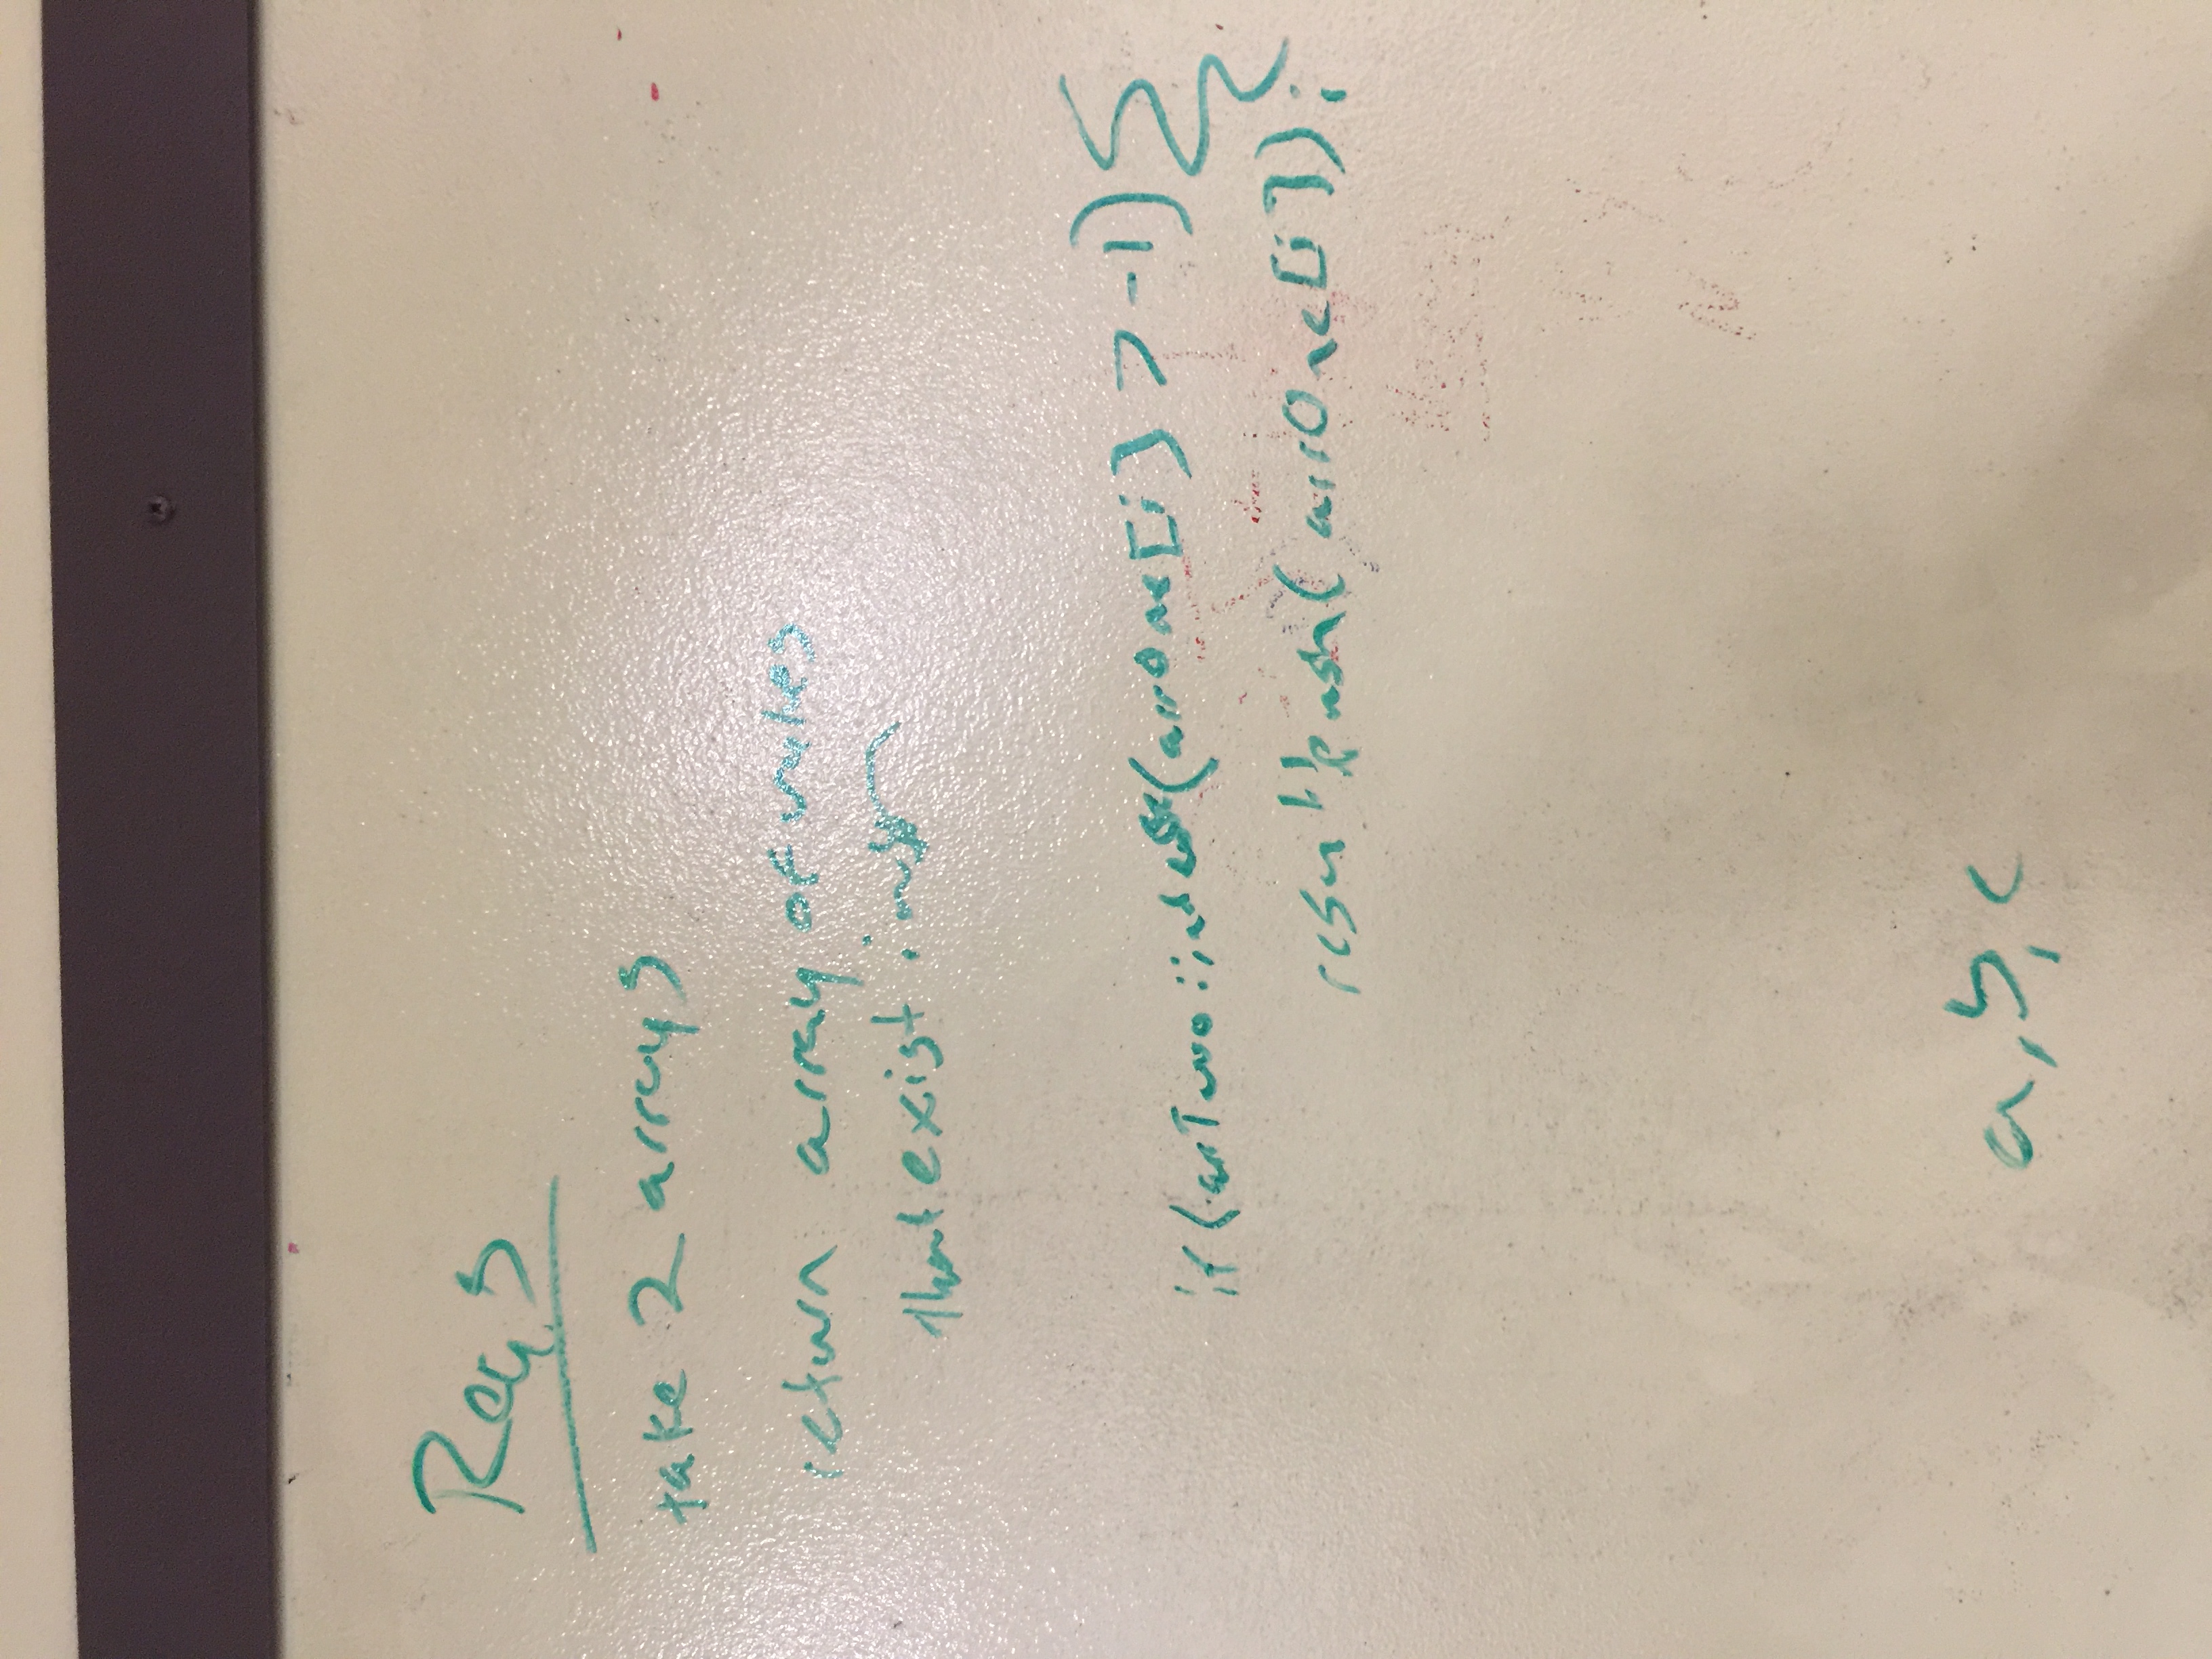 Reqs
take 2 arrays
return array of values
that exist in
if (arrTwo.indexOf(arrOne[i] > -1) {
result.push(arrOne[i]);
a, b, c